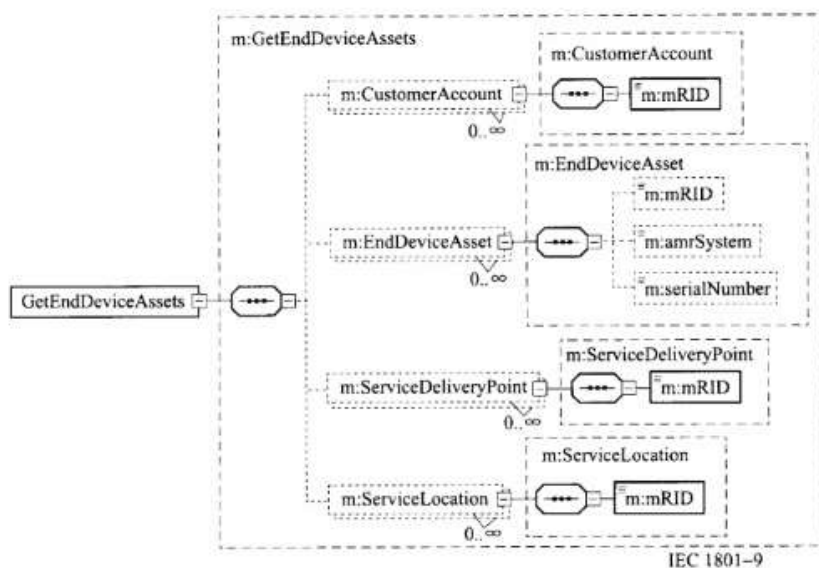 m:GetEndDeviceAssets
m:CustomerAccount
m:CustomerAccount
m:mRID
0..∞
m:EndDeviceAsset
m:mRID
m:EndDeviceAsset
m:amrSystem
0..∞
m:serialNumber
GetEndDeviceAssets
m:ServiceDeliveryPoint
m:ServiceDeliveryPoint
m:mRID
0..∞
m:ServiceLocation
m:ServiceLocation
m:mRID
0..∞
IEC 1801–9